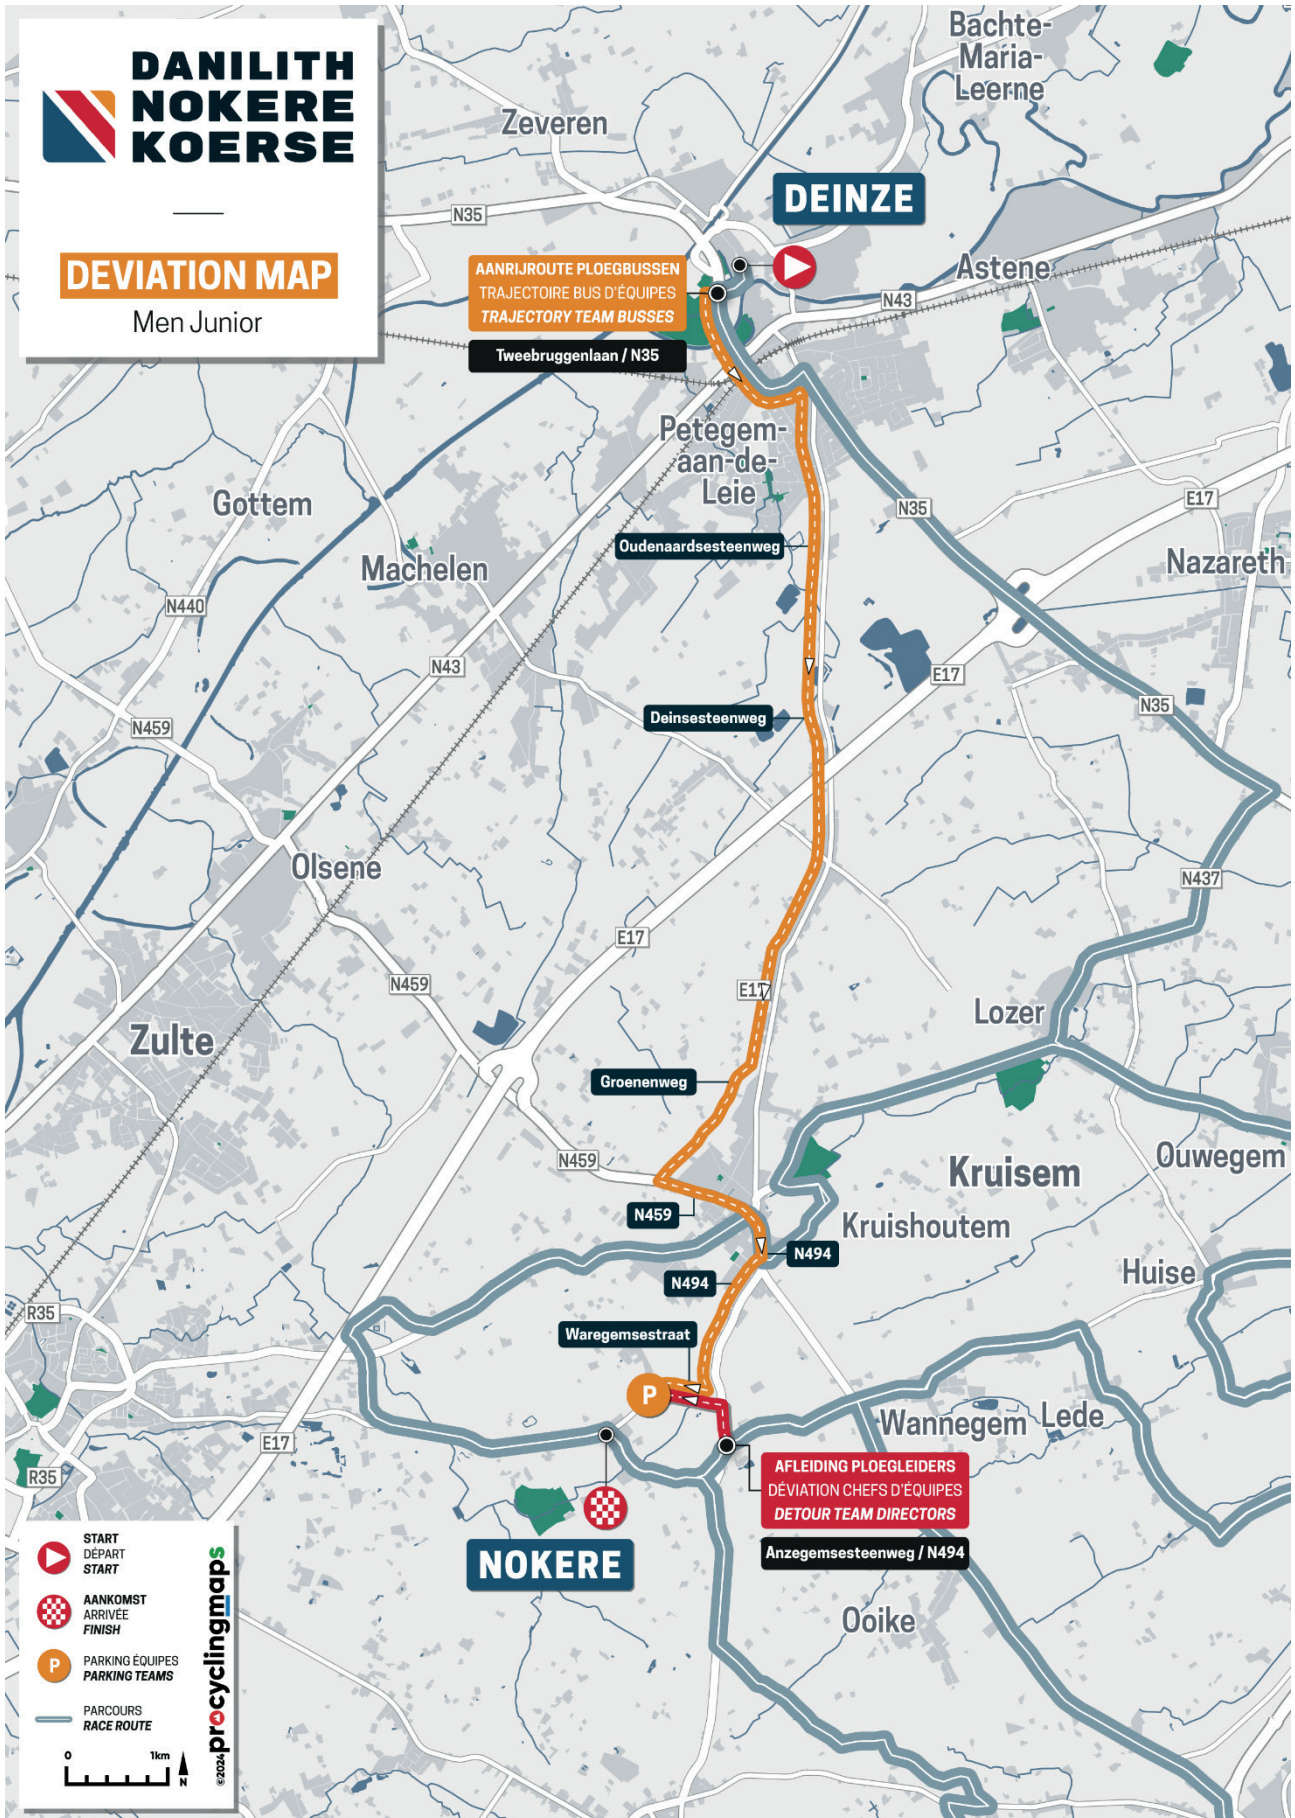 DANILITH
NOKERE
KOERSE
DEVIATION MAP
Men Junior
Bachte-
Maria-
Leerne
Zeveren
DEINZE
N35
AANRIJROUTE PLOEGBUSSEN
TRAJECTOIRE BUS D'ÉQUIPES
TRAJECTORY TEAM BUSSES
Tweebruggenlaan / N35
Astene
N43
Petegem-
aan-de-
Leie
Gottem
E17
N35
Oudenaardsesteenweg
Nazareth
Machelen
N440
N43
E17
N35
Deinsesteenweg
N459
Olsene
N437
E17
N459
E17
Lozer
Zulte
Groenenweg
N459
Kruisem
Ouwegem
N459
Kruishoutem
N494
N494
Huise
R35
Waregemsestraat
P
Wannegem
Lede
E17
R35
AFLEIDING PLOEGLEIDERS
DÉVIATION CHEFS D'ÉQUIPES
DETOUR TEAM DIRECTORS
Anzegemsesteenweg / N494
NOKERE
Ooike
START
DÉPART
START
AANKOMST
ARRIVÉE
FINISH
P
PARKING ÉQUIPES
PARKING TEAMS
PARCOURS
RACE ROUTE
0 1km
N
©2024 procyclingmaps